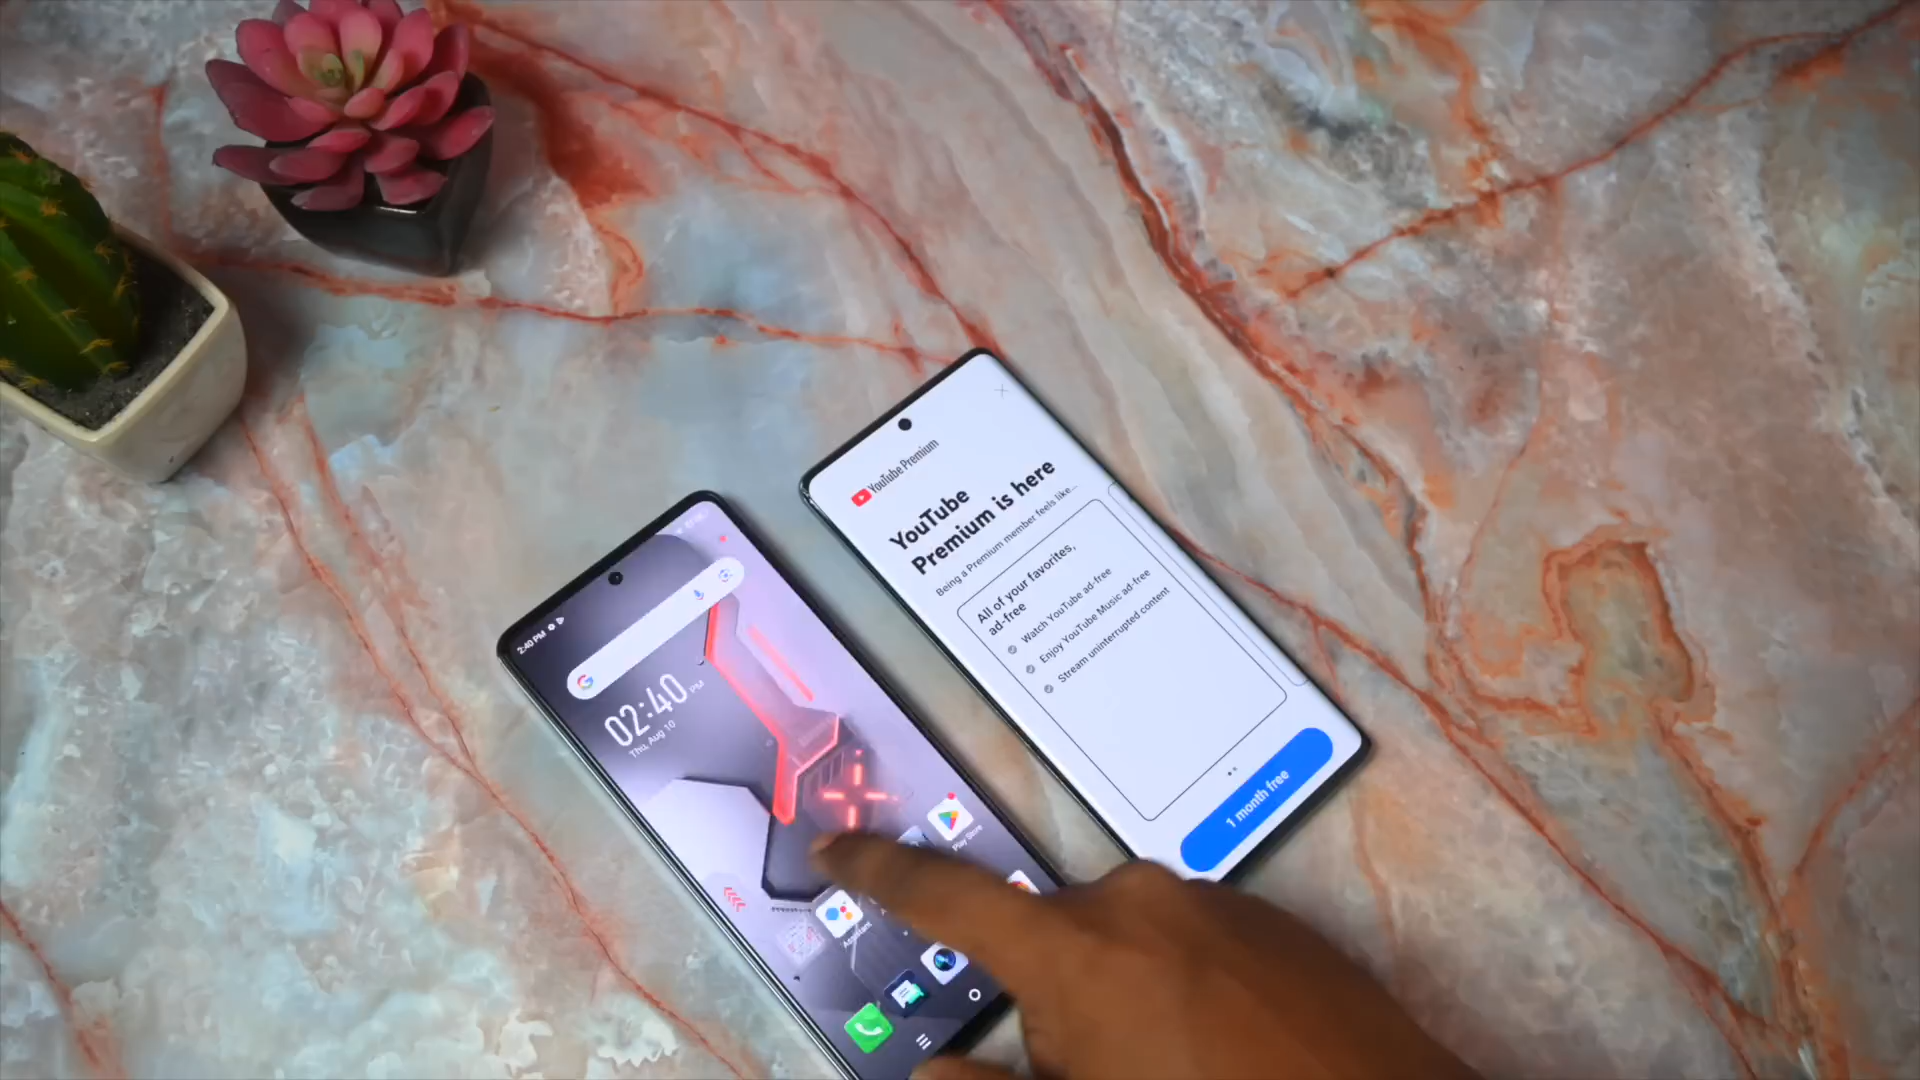 2:40 PM
02:40 PM
Thu, Aug 10
Play Store
Assistant
YouTube Premium
YouTube
Premium is here
Being a Premium member feels like...
All of your favorites,
ad-free
Watch YouTube ad-free
Enjoy YouTube Music ad-free
Stream uninterrupted content
1 month free